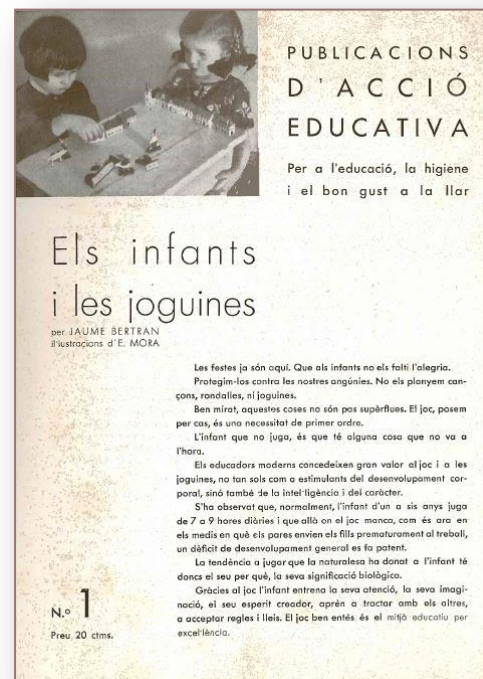 PUBLICACIONS
D'ACCIÓ
EDUCATIVA
Per a l'educació, la higiene
i el bon gust a la llar
Els infants
i les joguines
per JAUME BERTRAN
il'lustracions d'E. MORA
Les festes ja són aquí. Que als infants no els falti l'alegria.
Protegim-los contra les nostres angúnies. No els planyem can-
çons, rondalles, ni joguines.
Ben mirat, aquestes coses no són pas supèrflues. El joc, posem
per cas, és una necessitat de primer ordre.
L'infant que no juga, és que té alguna cosa que no va a
l'hora.
Els educadors moderns concedeixen gran valor al joc i a les
joguines, no tan sols com a estimulants del desenvolupament cor-
poral, sinó també de la intel'ligència i del caràcter.
S'ha observat que, normalment, l'infant d'un a sis anys juga
de 7 a 9 hores diàries i que allà on el joc manca, com és ara en
els medis en què els pares envien els fills prematurament al treball,
un dèficit de desenvolupament general es fa patent.
La tendència a jugar que la naturalesa ha donat a l'infant té
doncs el seu per què, la seva significació biològica.
Gràcies al joc l'infant entrena la seva atenció, la seva imagi-
nació, el seu esperit creador, aprèn a tractar amb els altres,
a acceptar regles i lleis. El joc ben entès és el mitjà educatiu per
excel'lència.
N.º 1
Preu, 20 ctms.